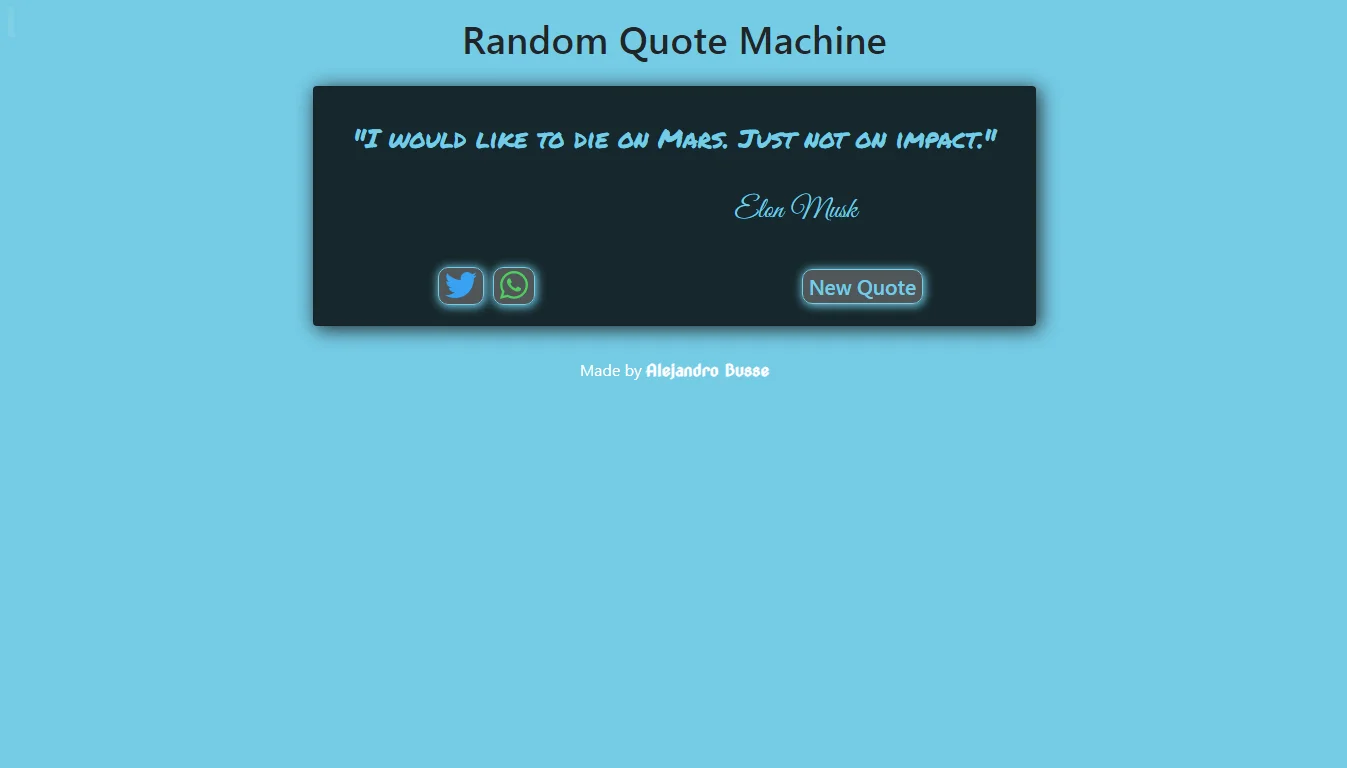 Random Quote Machine
"I would like to die on Mars. Just not on impact."
Elon Musk
New Quote
Made by Alejandro Busse